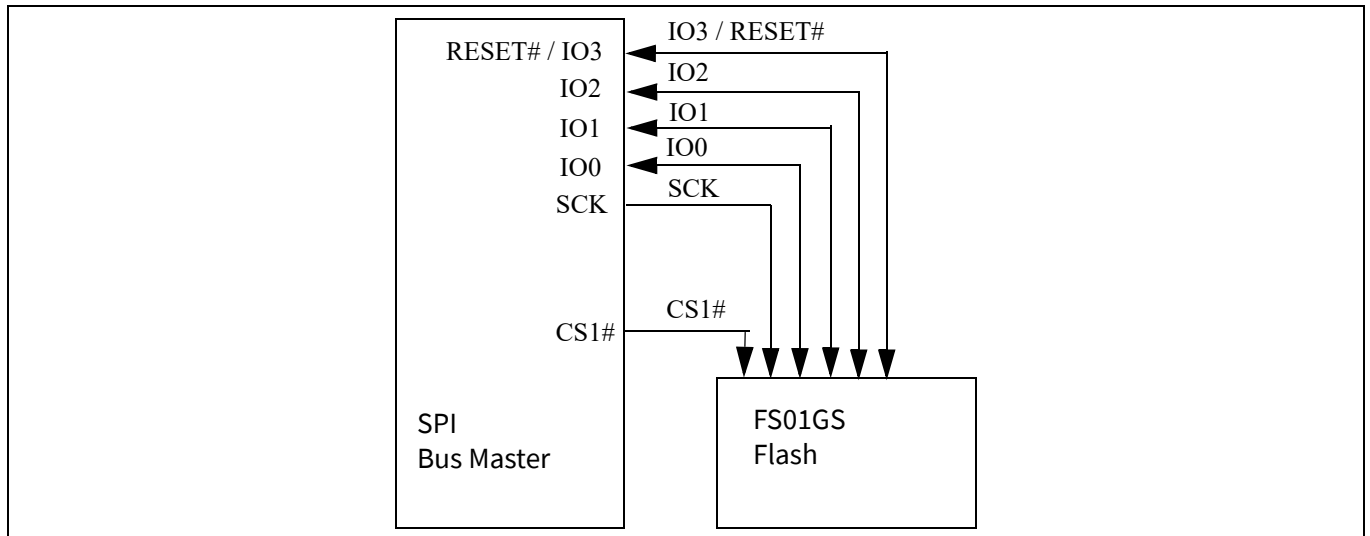 IO3 / RESET#
RESET# / IO3
IO2
IO2
IO1
IO1
IO0
IO0
SCK
SCK
CS1#
CS1#
SPI
Bus Master
FS01GS
Flash